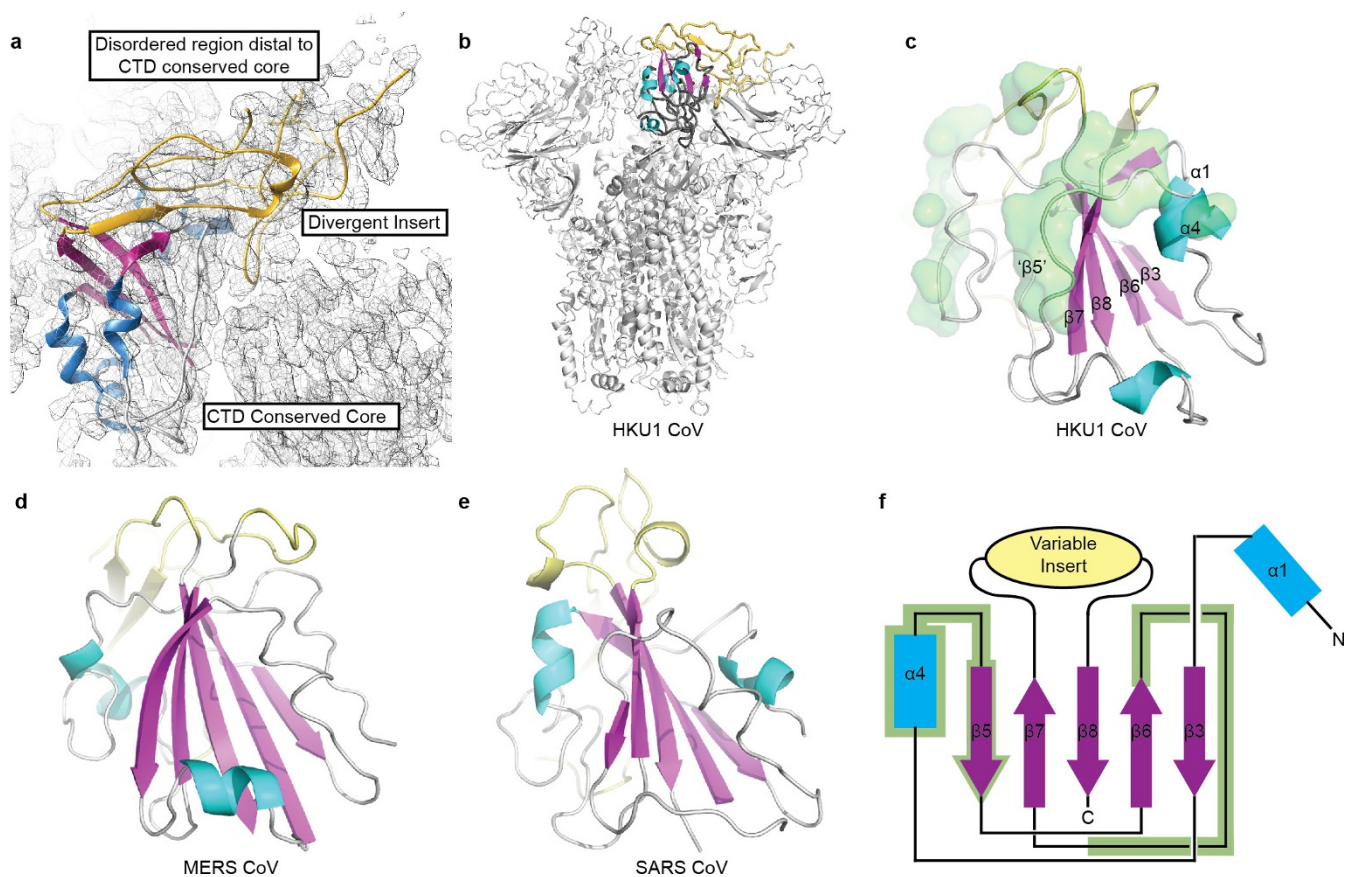 a
Disordered region distal to
CTD conserved core
Divergent Insert
CTD Conserved Core
b
HKU1 CoV
c
α1
α4
‘β5’
β7
β8
β6
β3
HKU1 CoV
d
MERS CoV
e
SARS CoV
f
Variable
Insert
α1
N
α4
β5
β7
β8
β6
β3
C